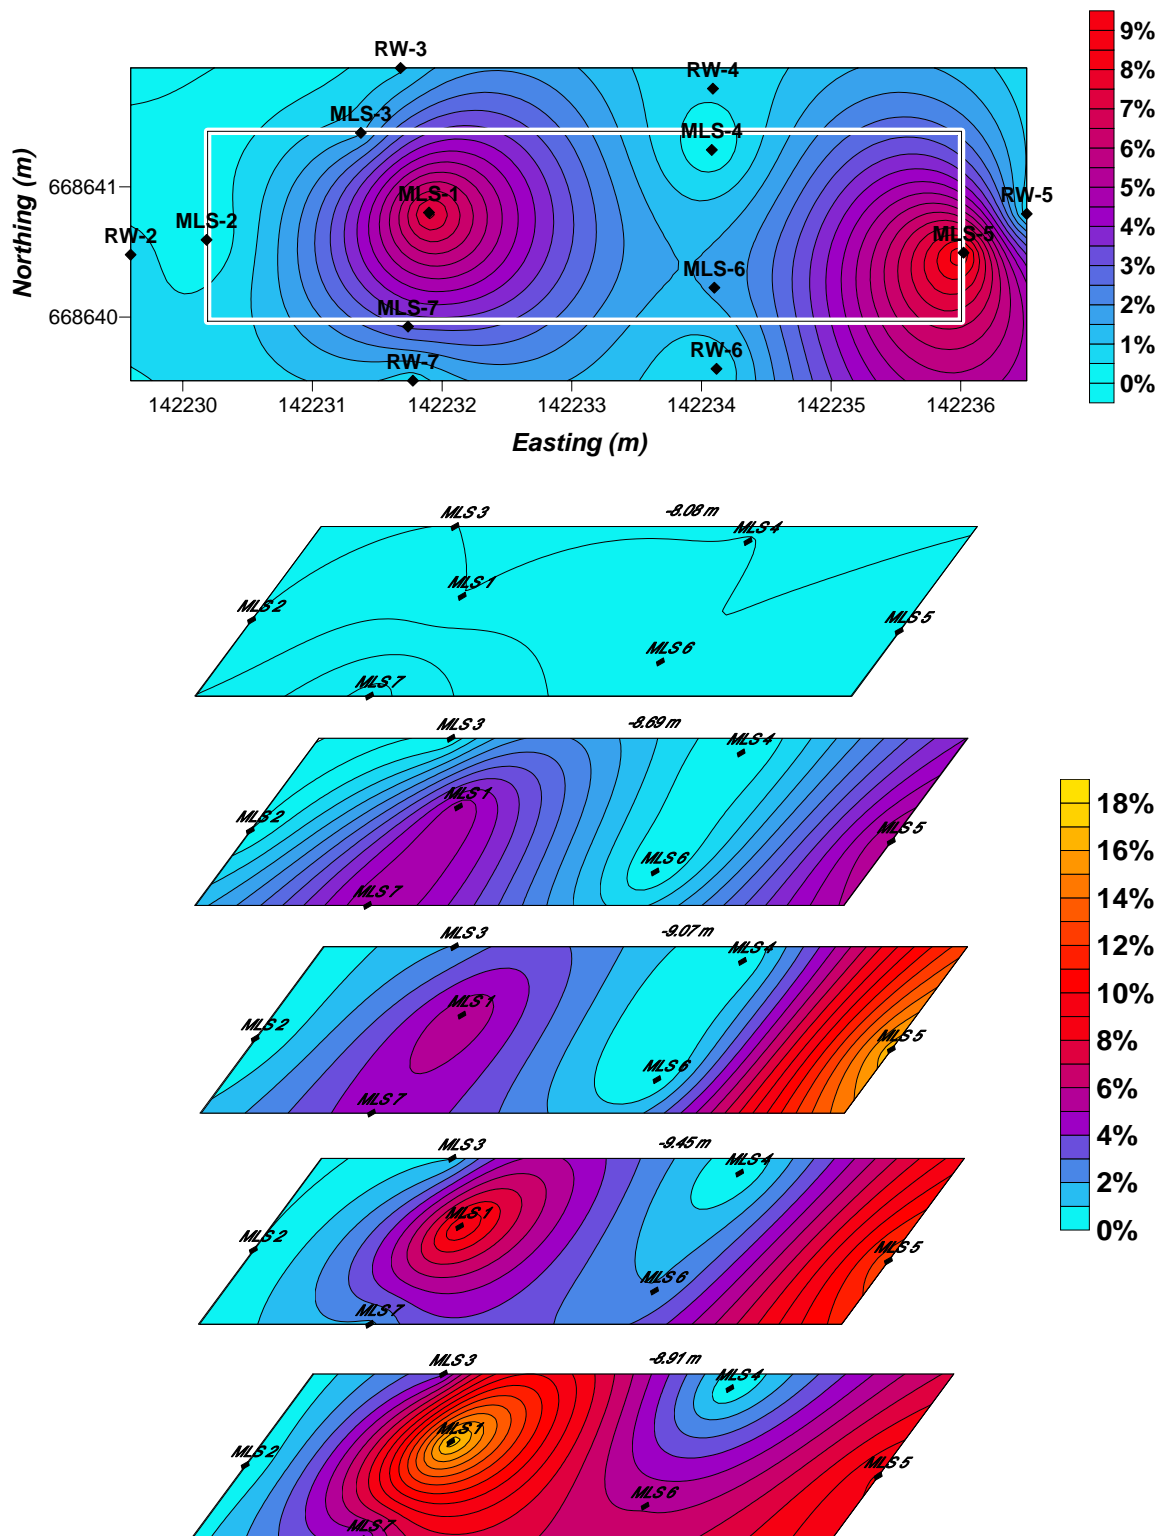 RW-3
9%
RW-4
8%
MLS-3
7%
MLS-4
6%
668641
MLS-1
5%
RW-5
MLS-2
4%
RW-2
MLS-5
3%
MLS-6
2%
668640
MLS-7
1%
RW-6
RW-7
0%
142230 142231 142232 142233 142234 142235 142236
Northing (m)
Easting (m)
MLS 3 -8.08 m
MLS 4
MLS 1
MLS 2
MLS 5
MLS 6
MLS 7
MLS 3 -8.69 m
MLS 4
MLS 1
MLS 2
MLS 5
MLS 6
MLS 7
MLS 3 -9.07 m
MLS 4
MLS 1
MLS 2
MLS 5
MLS 6
MLS 7
MLS 3 -9.45 m
MLS 4
MLS 1
MLS 2
MLS 5
MLS 6
MLS 7
MLS 3 -8.91 m
MLS 4
MLS 1
MLS 2
MLS 5
MLS 6
MLS 7
18%
16%
14%
12%
10%
8%
6%
4%
2%
0%